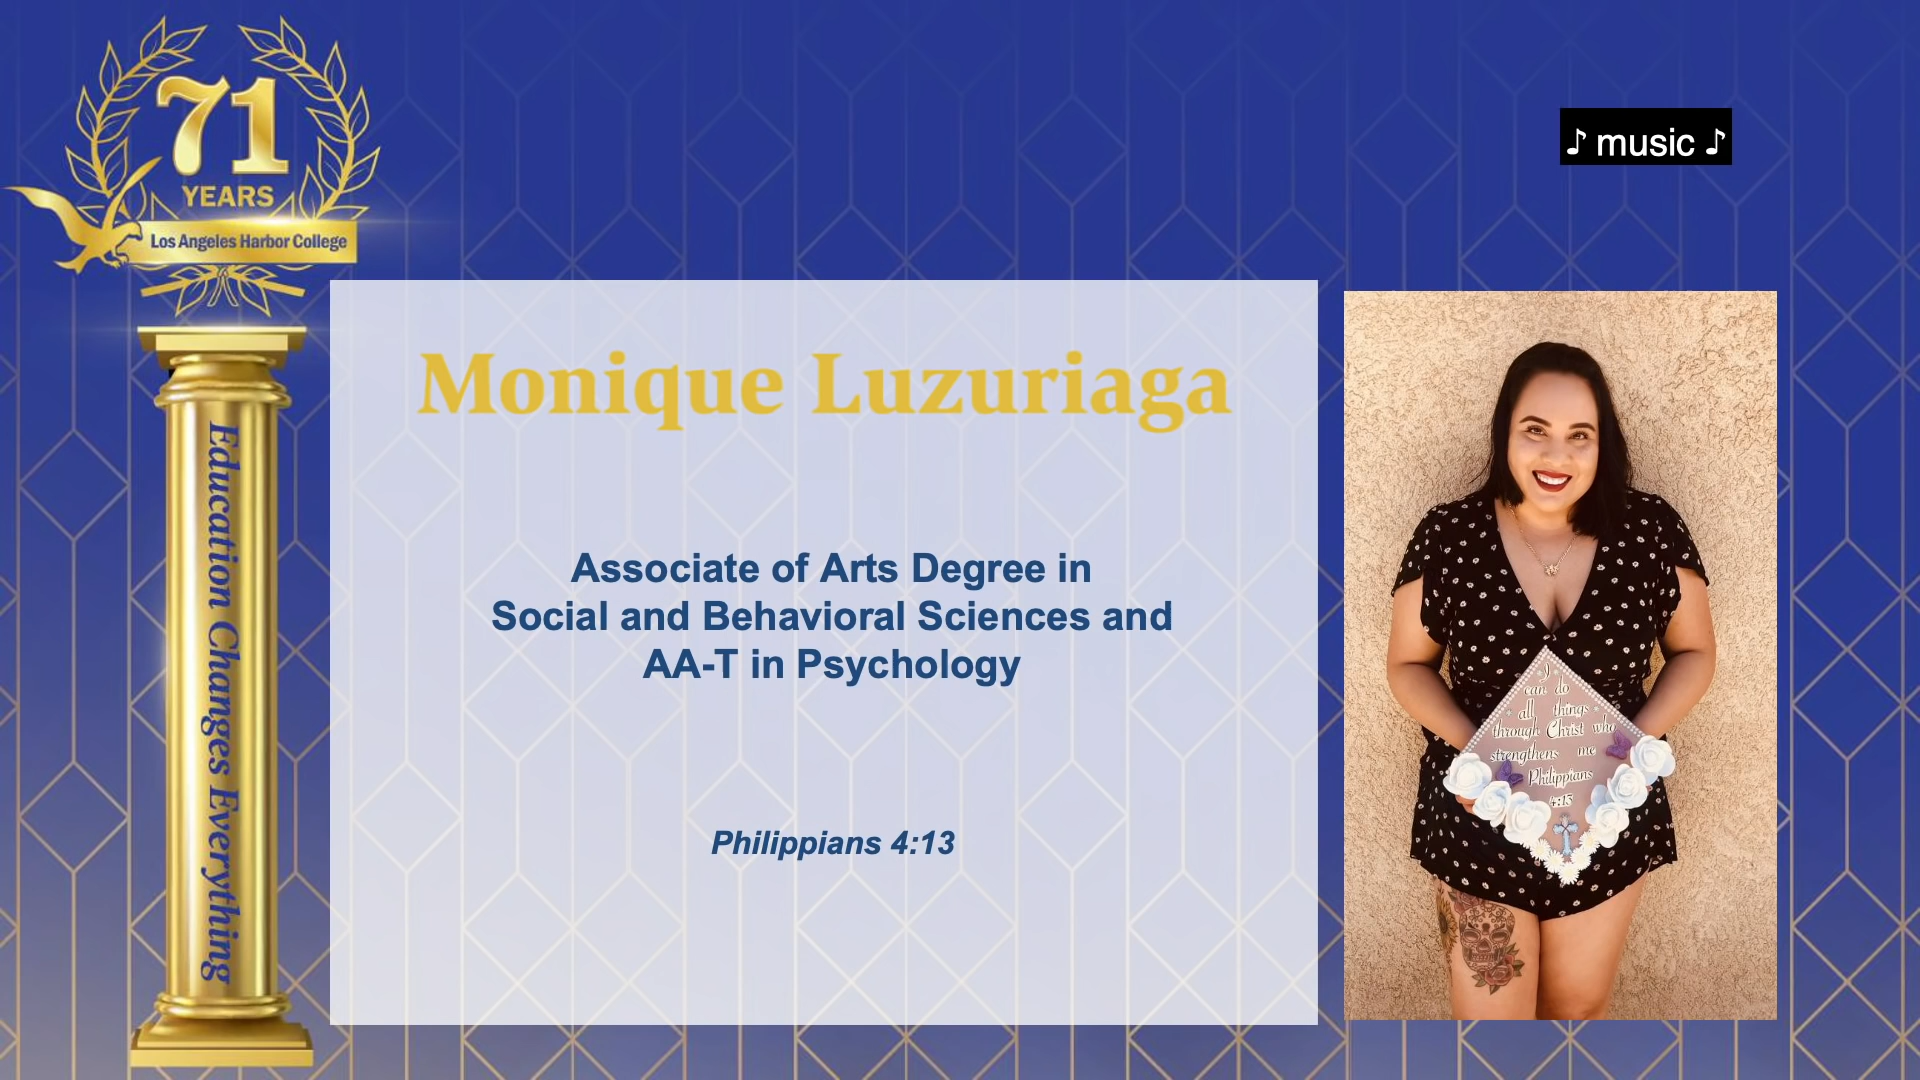 71
YEARS
Los Angeles Harbor College
Education Changes Everything
♪ music ♪
Monique Luzuriaga
Associate of Arts Degree in
Social and Behavioral Sciences and
AA-T in Psychology
Philippians 4:13
I
can do
all things
through Christ who
strengthens me
Philippians
4:13